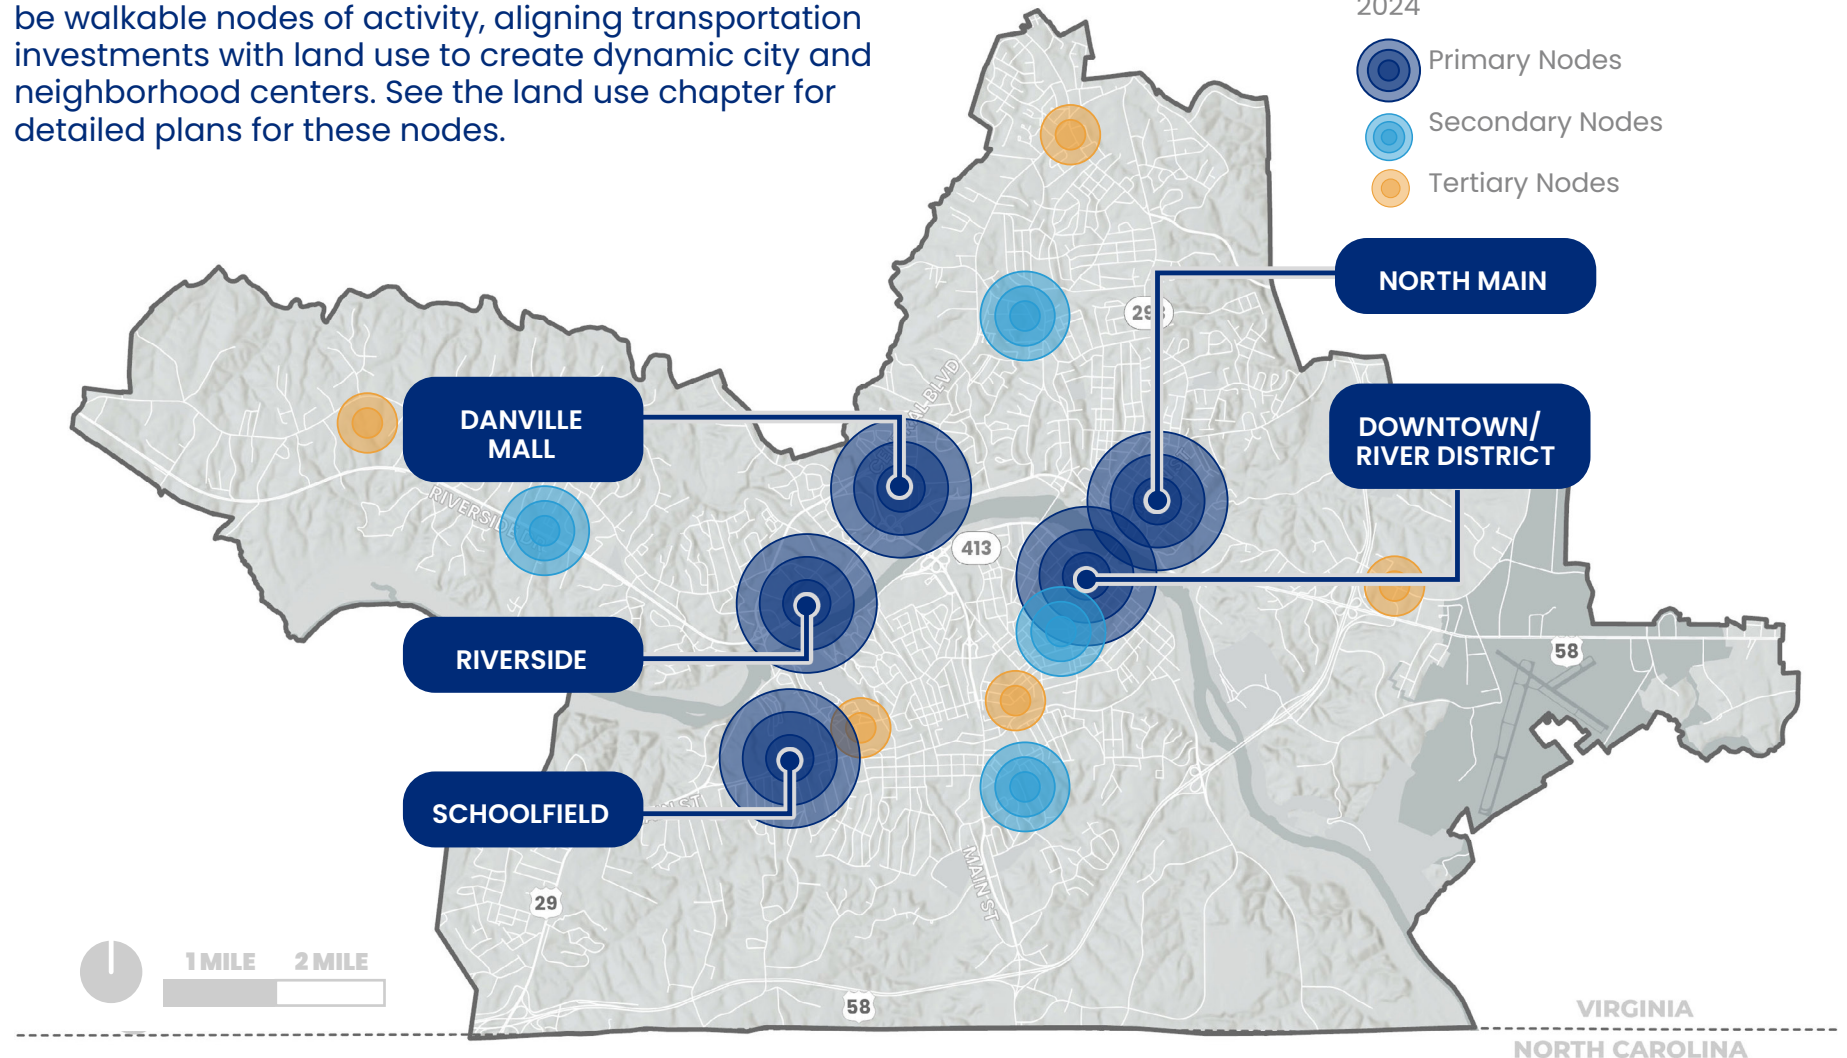 be walkable nodes of activity, aligning transportation
investments with land use to create dynamic city and
neighborhood centers. See the land use chapter for
detailed plans for these nodes.
2024
Primary Nodes
Secondary Nodes
Tertiary Nodes
NORTH MAIN
DANVILLE
MALL
DOWNTOWN/
RIVER DISTRICT
RIVERSIDE
413
RIVERSIDE
58
SCHOOLFIELD
MAIN ST
29
1 MILE 2 MILE
58
VIRGINIA
NORTH CAROLINA